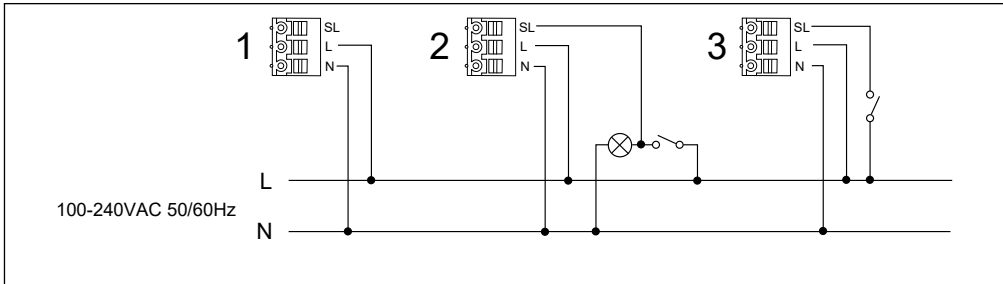 1 SL 2 SL 3 SL
L L L
N N N
L
100-240VAC 50/60Hz
N